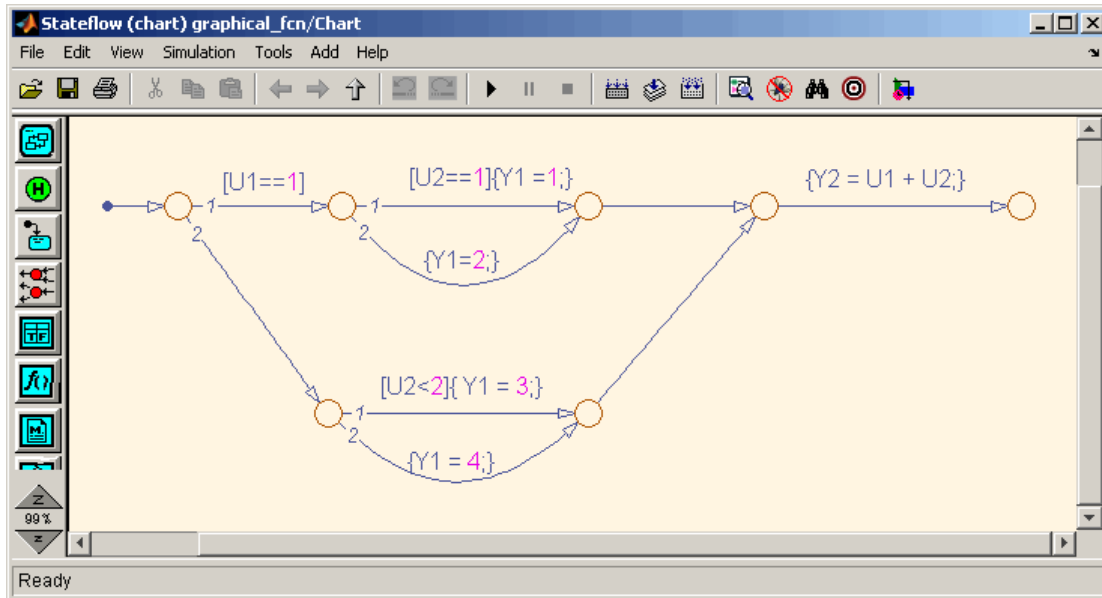 Stateflow (chart) graphical_fcn/Chart
File Edit View Simulation Tools Add Help
[U1==1]
[U2==1]{Y1 =1;}
{Y2 = U1 + U2;}
1
1
2
2
{Y1=2;}
[U2<2]{ Y1 = 3;}
1
2
{Y1 = 4;}
H
TF
f()
M
Z
99 %
z
Ready